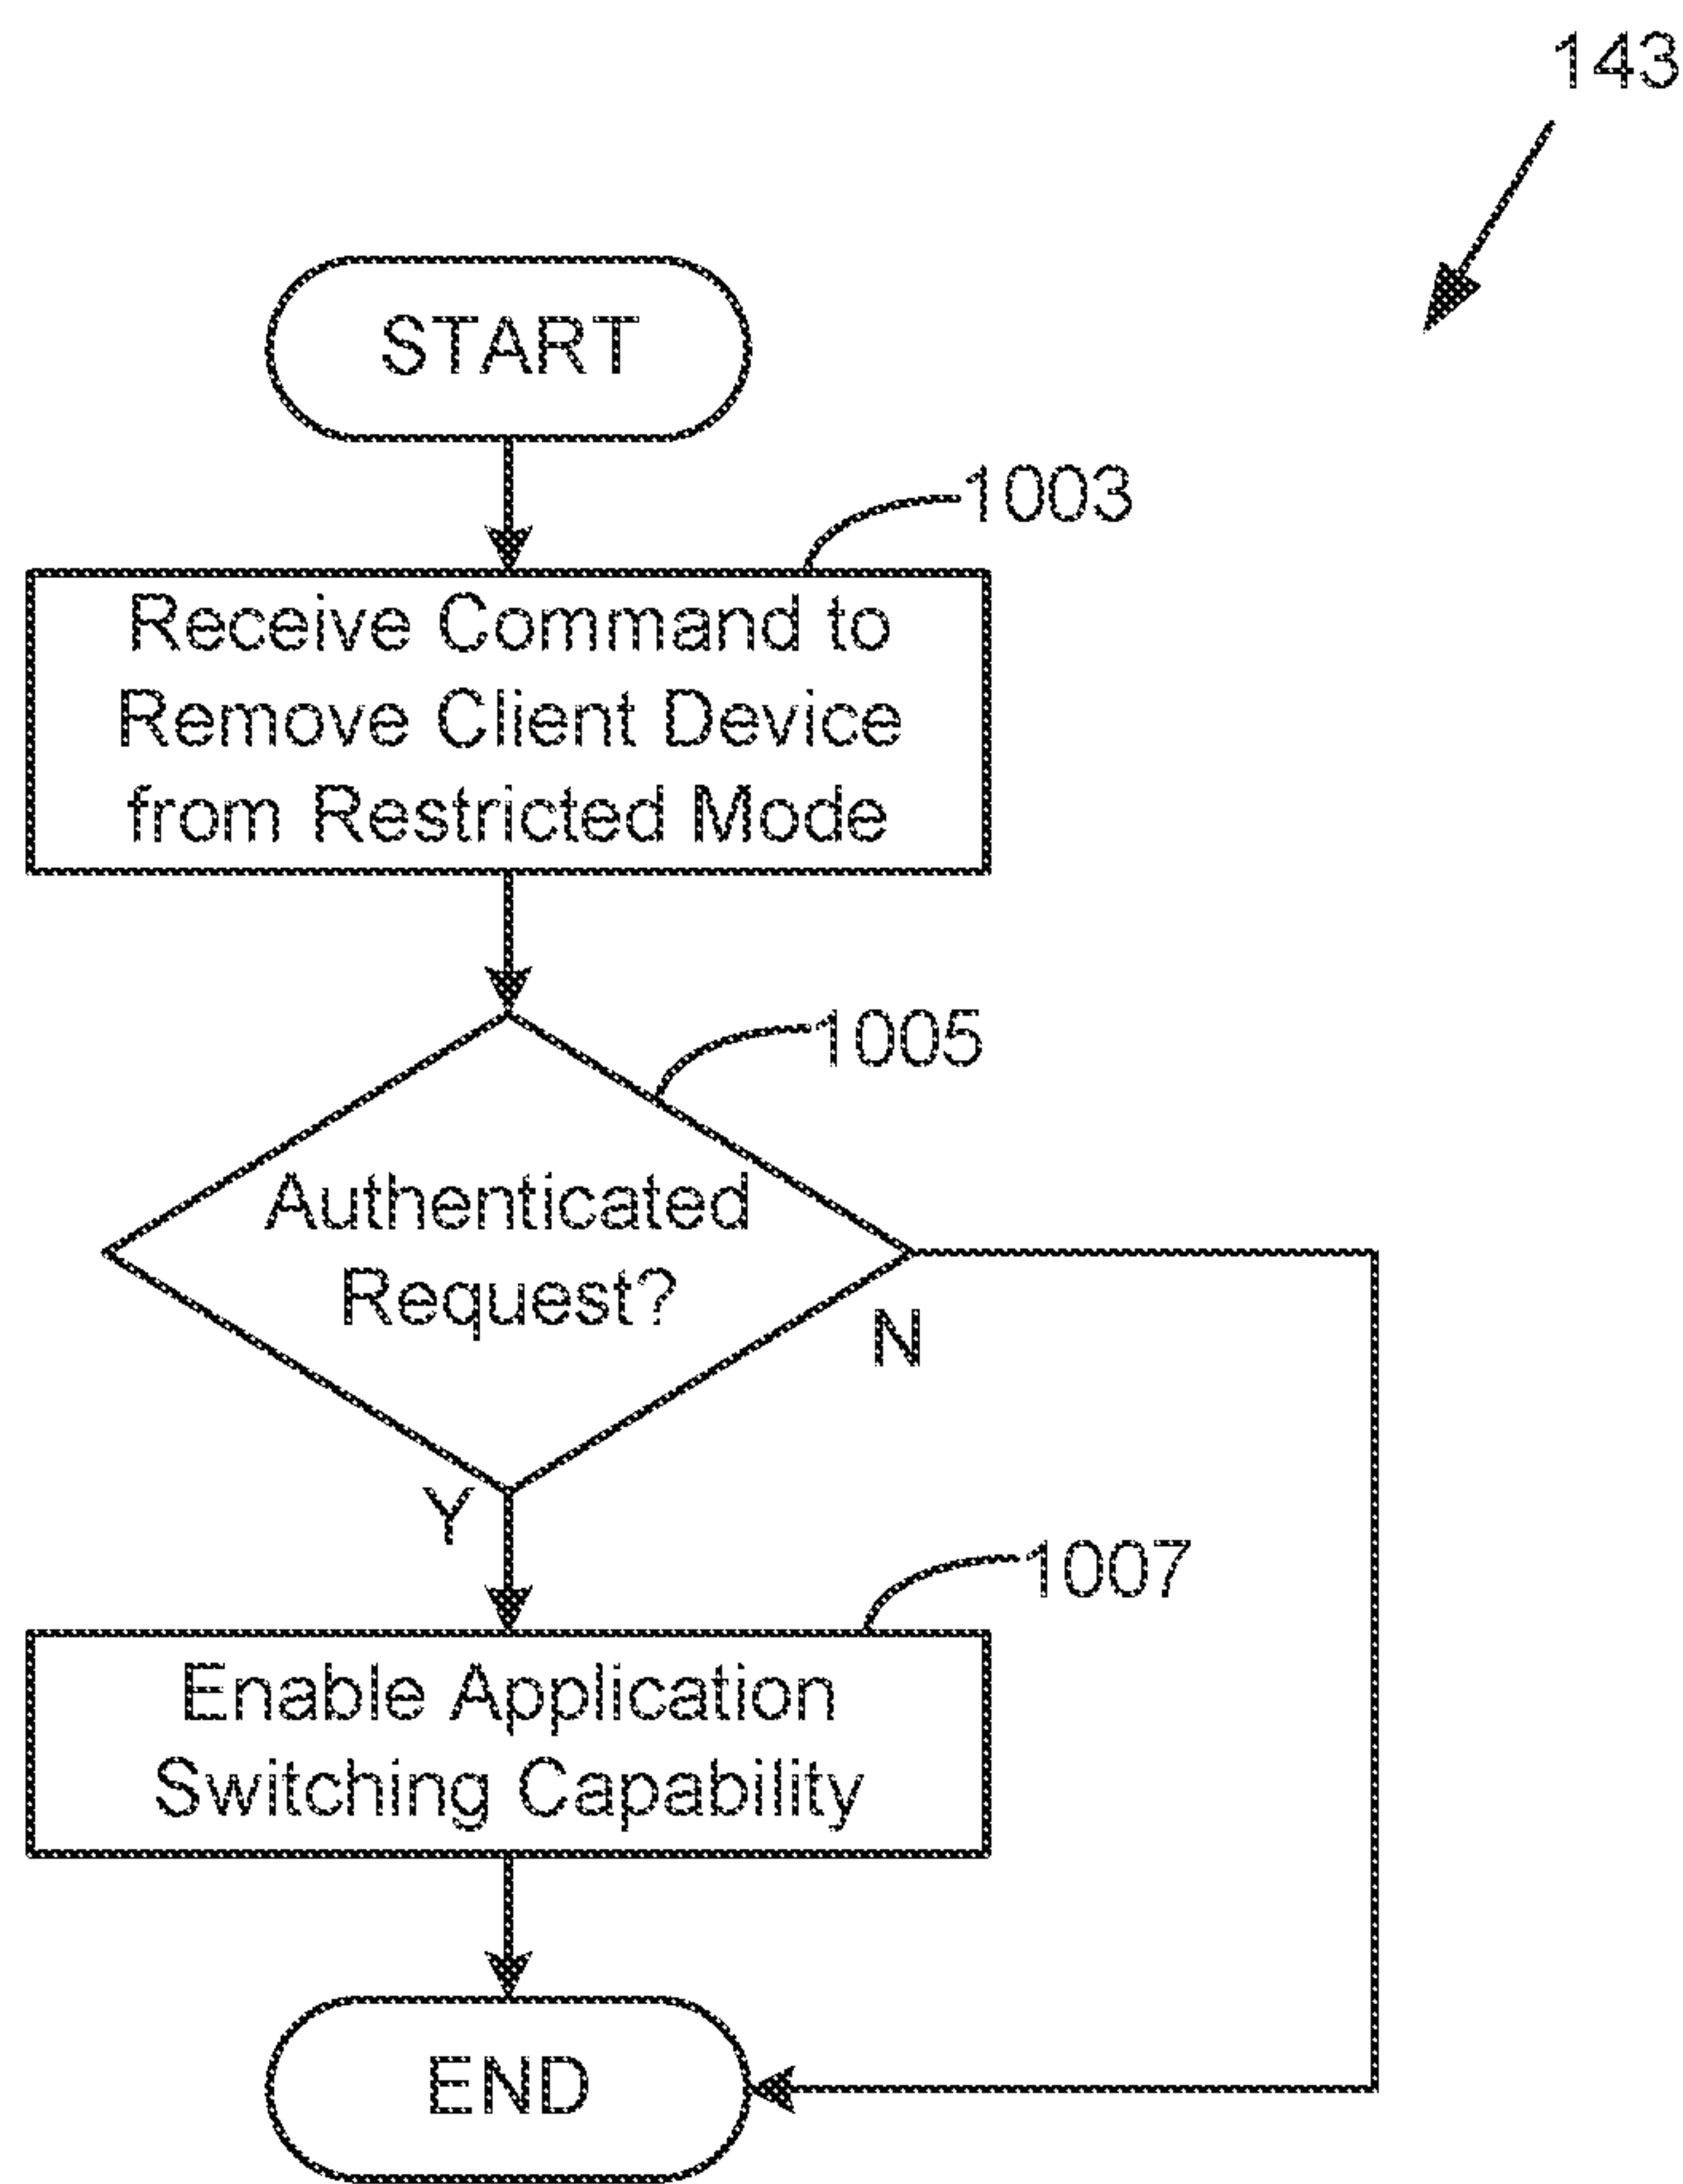 143
START
1003
Receive Command to
Remove Client Device
from Restricted Mode
1005
Authenticated
Request?
N
Y
1007
Enable Application
Switching Capability
END